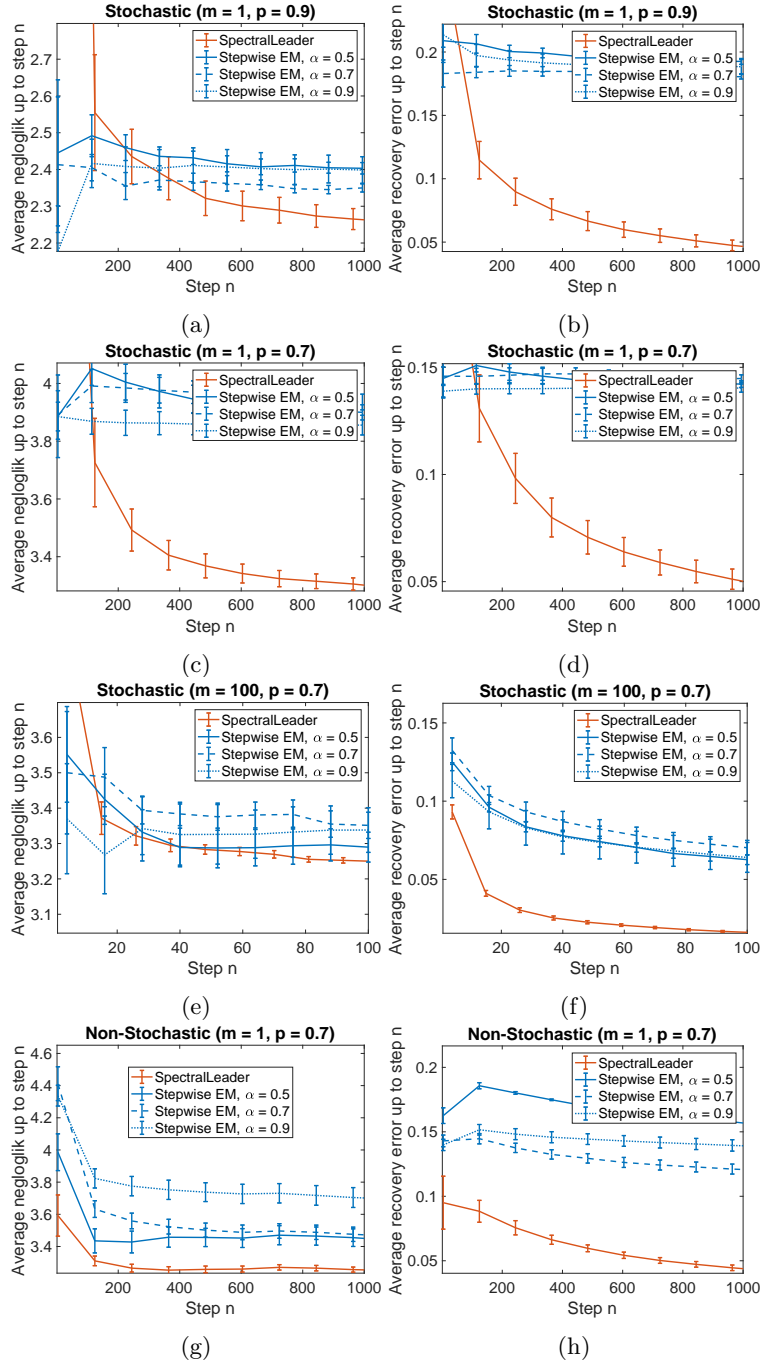 Stochastic (m = 1, p = 0.9)
Average negloglik up to step n
2.7
2.6
2.5
2.4
2.3
2.2
SpectralLeader
Stepwise EM, α = 0.5
Stepwise EM, α = 0.7
Stepwise EM, α = 0.9
200 400 600 800 1000
Step n
(a)
Stochastic (m = 1, p = 0.9)
Average recovery error up to step n
0.2
0.15
0.1
0.05
SpectralLeader
Stepwise EM, α = 0.5
Stepwise EM, α = 0.7
Stepwise EM, α = 0.9
200 400 600 800 1000
Step n
(b)
Stochastic (m = 1, p = 0.7)
Average negloglik up to step n
4
3.8
3.6
3.4
SpectralLeader
Stepwise EM, α = 0.5
Stepwise EM, α = 0.7
Stepwise EM, α = 0.9
200 400 600 800 1000
Step n
(c)
Stochastic (m = 1, p = 0.7)
Average recovery error up to step n
0.15
0.1
0.05
SpectralLeader
Stepwise EM, α = 0.5
Stepwise EM, α = 0.7
Stepwise EM, α = 0.9
200 400 600 800 1000
Step n
(d)
Stochastic (m = 100, p = 0.7)
Average negloglik up to step n
3.6
3.5
3.4
3.3
3.2
3.1
SpectralLeader
Stepwise EM, α = 0.5
Stepwise EM, α = 0.7
Stepwise EM, α = 0.9
20 40 60 80 100
Step n
(e)
Stochastic (m = 100, p = 0.7)
Average recovery error up to step n
0.15
0.1
0.05
SpectralLeader
Stepwise EM, α = 0.5
Stepwise EM, α = 0.7
Stepwise EM, α = 0.9
20 40 60 80 100
Step n
(f)
Non-Stochastic (m = 1, p = 0.7)
Average negloglik up to step n
4.6
4.4
4.2
4
3.8
3.6
3.4
SpectralLeader
Stepwise EM, α = 0.5
Stepwise EM, α = 0.7
Stepwise EM, α = 0.9
200 400 600 800 1000
Step n
(g)
Non-Stochastic (m = 1, p = 0.7)
Average recovery error up to step n
0.2
0.15
0.1
0.05
SpectralLeader
Stepwise EM, α = 0.5
Stepwise EM, α = 0.7
Stepwise EM, α = 0.9
200 400 600 800 1000
Step n
(h)